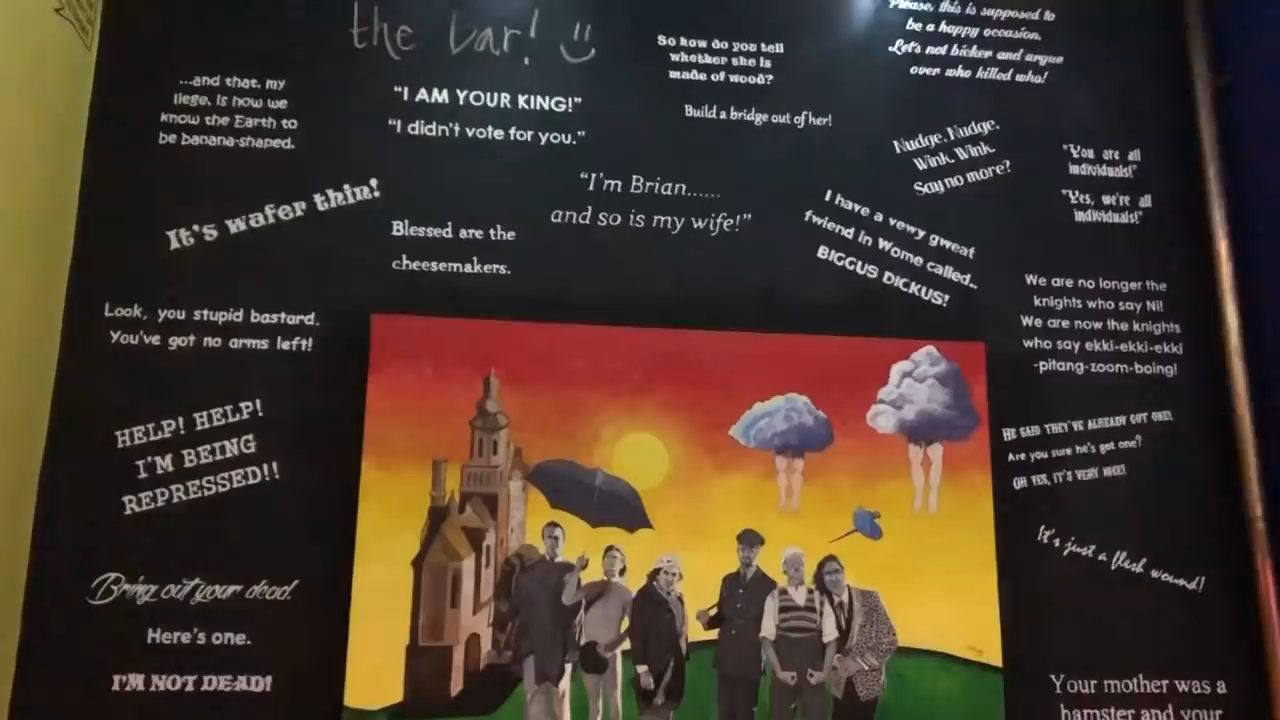 the bar! :)
Please, this is supposed to
be a happy occasion.
Let's not bicker and argue
over who killed who!
So how do you tell
whether she is
made of wood?
Build a bridge out of her!
...and that, my
liege, is how we
know the Earth to
be banana-shaped.
“I AM YOUR KING!”
“I didn't vote for you.”
Nudge, Nudge,
Wink, Wink.
Say no more?
"You are all
individuals!"
"Yes, we're all
individuals!"
It's wafer thin!
“I'm Brian......
and so is my wife!”
Blessed are the
cheesemakers.
I have a vewy gweat
fwiend in Wome called..
BIGGUS DICKUS!
We are no longer the
knights who say Ni!
We are now the knights
who say ekki-ekki-ekki
-pitang-zoom-boing!
Look, you stupid bastard.
You've got no arms left!
HELP! HELP!
I'M BEING
REPRESSED!!
HE SAID THEY'VE ALREADY GOT ONE!
Are you sure he's got one?
OH YES, IT'S VERY NICE!
It's just a flesh wound!
Bring out your dead.
Here's one.
I'M NOT DEAD!
Your mother was a
hamster and your